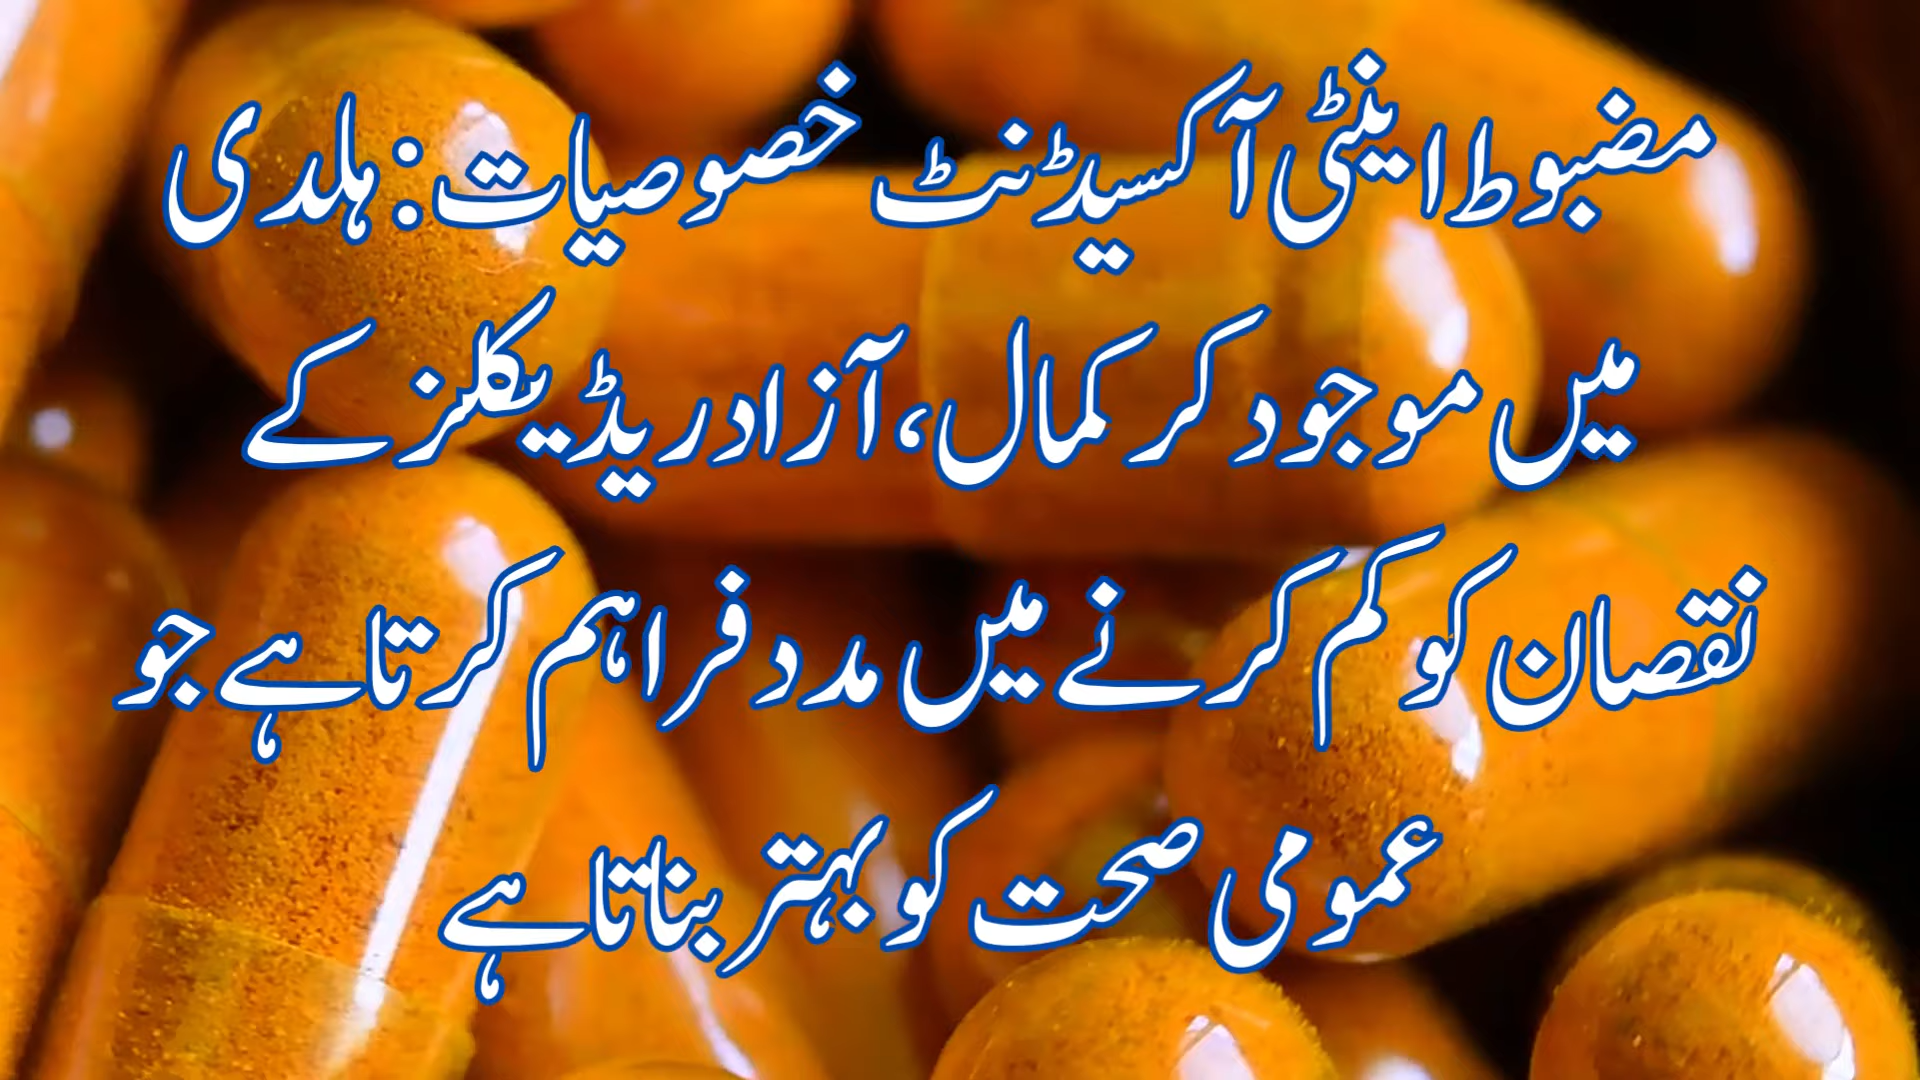 مضبوط اینٹی آکسیڈنٹ خصوصیات: ہلدی
میں موجود کرکمال، آزاد ریڈیکلز کے
نقصان کو کم کرنے میں مدد فراہم کرتا ہے جو
عمومی صحت کو بہتر بناتا ہے